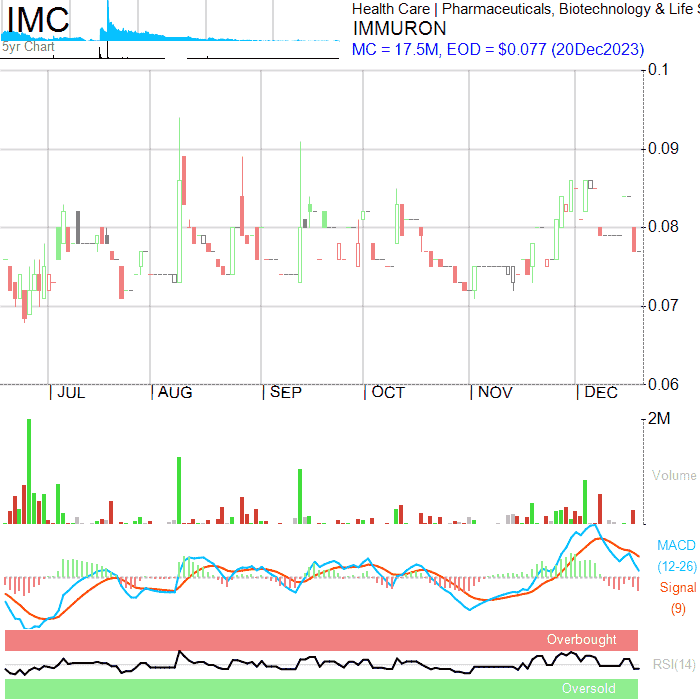 IMC
5yr Chart
Health Care | Pharmaceuticals, Biotechnology & Life S
IMMURON
MC = 17.5M, EOD = $0.077 (20Dec2023)
0.1
0.09
0.08
0.07
0.06
JUL AUG SEP OCT NOV DEC
2M
Volume
MACD
(12-26)
Signal
(9)
Overbought
RSI(14)
Oversold